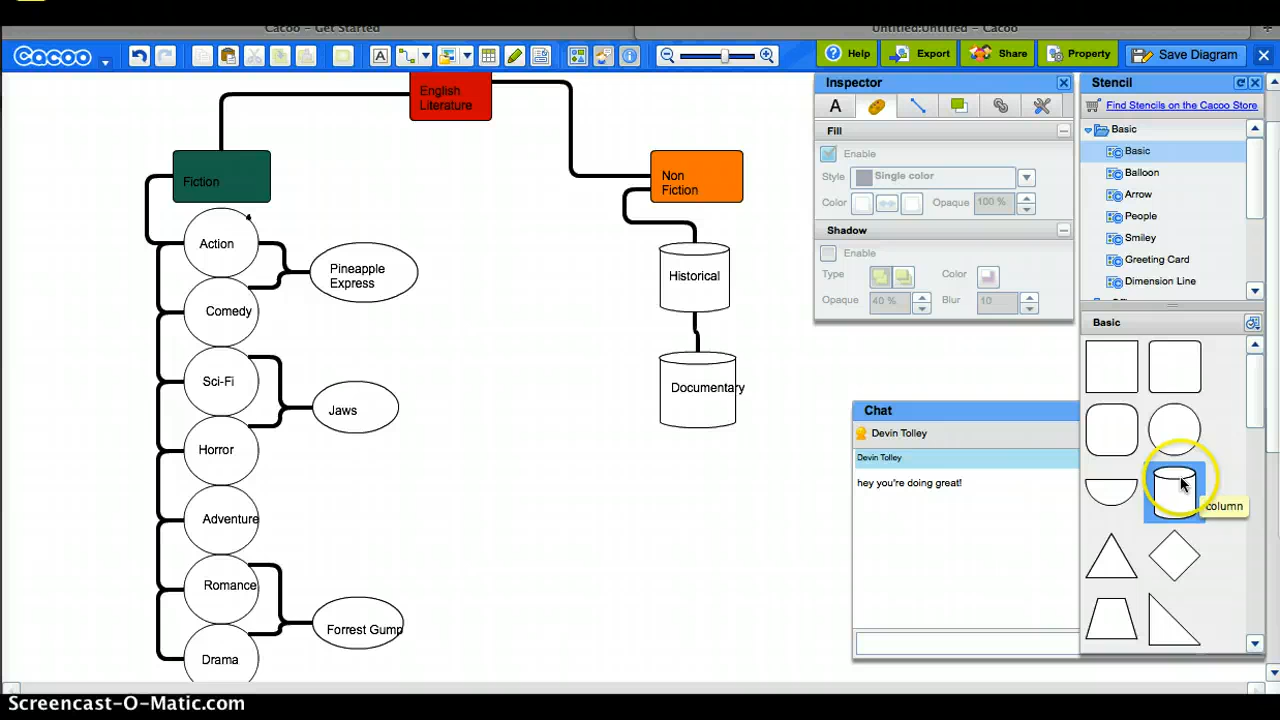 Cacoo - Get Started
Untitled:Untitled - Cacoo
Cacoo
A
Help
Export
Share
Property
Save Diagram
English
Literature
Fiction
Non
Fiction
Action
Pineapple
Express
Comedy
Sci-Fi
Jaws
Horror
Adventure
Romance
Forrest Gump
Drama
Historical
Documentary
Inspector
A
Fill
Enable
Style
Single color
Color
Opaque
100 %
Shadow
Enable
Type
Color
Opaque
40 %
Blur
10
Chat
Devin Tolley
Devin Tolley
hey you're doing great!
Stencil
Find Stencils on the Cacoo Store
Basic
Basic
Balloon
Arrow
People
Smiley
Greeting Card
Dimension Line
Basic
column
Screencast-O-Matic.com